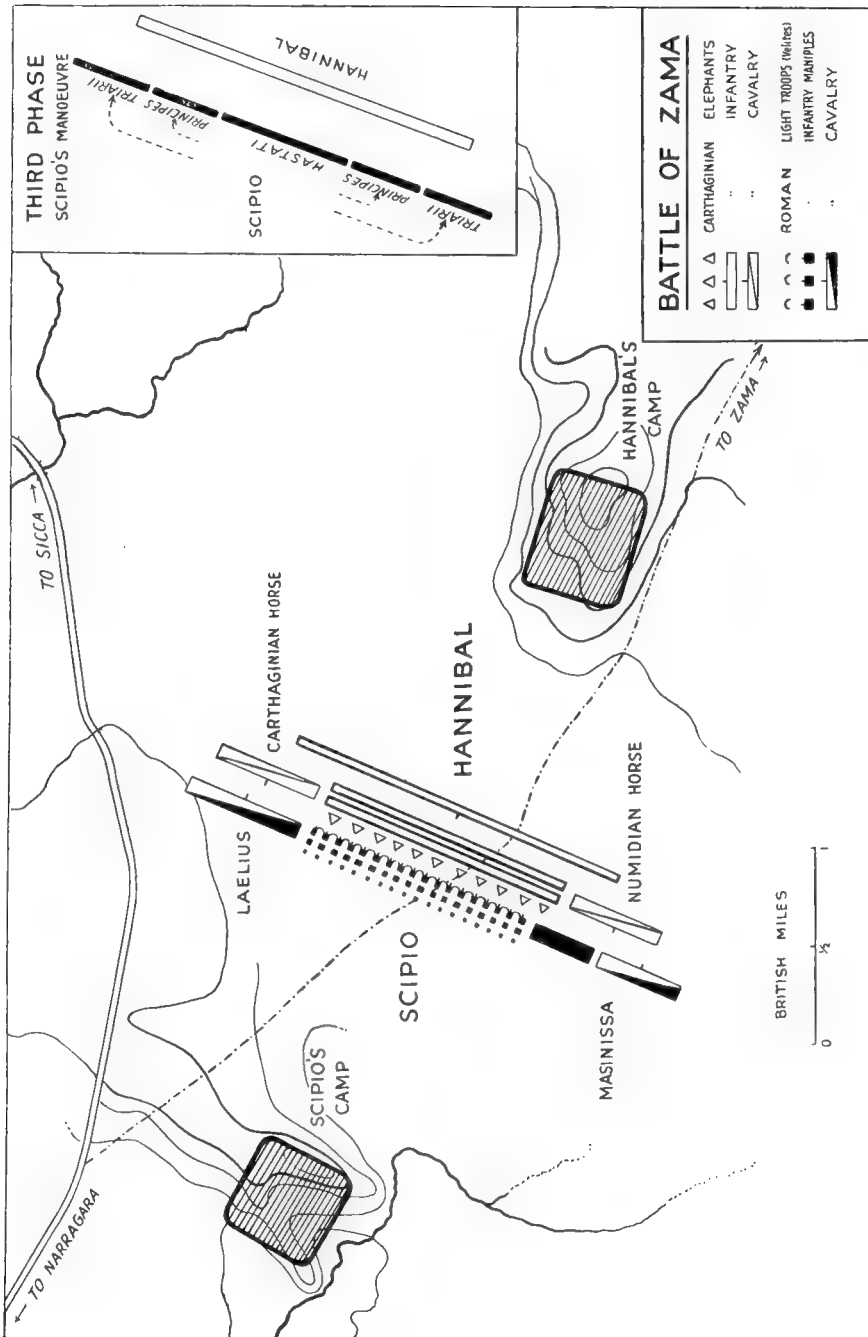 THIRD PHASE
SCIPIO'S MANOEUVRE
HANNIBAL
TRIARII
PRINCIPES
HASTATI
PRINCIPES
TRIARII
SCIPIO
← TO NARRAGARA
TO SICCA →
SCIPIO'S
CAMP
LAELIUS
CARTHAGINIAN HORSE
SCIPIO
HANNIBAL
MASINISSA
NUMIDIAN HORSE
HANNIBAL'S
CAMP
TO ZAMA →
BRITISH MILES
0 ½ 1
BATTLE OF ZAMA
CARTHAGINIAN ELEPHANTS
" INFANTRY
" CAVALRY
ROMAN LIGHT TROOPS (Velites)
" INFANTRY MANIPLES
" CAVALRY